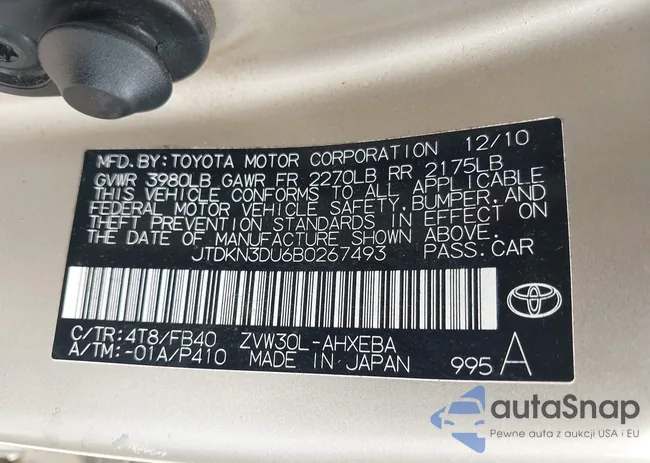 MFD.BY:TOYOTA MOTOR CORPORATION 12/10
GVWR 3980LB GAWR FR 2270LB RR 2175LB
THIS VEHICLE CONFORMS TO ALL APPLICABLE
FEDERAL MOTOR VEHICLE SAFETY,BUMPER,AND
THEFT PREVENTION STANDARDS IN EFFECT ON
THE DATE OF MANUFACTURE SHOWN ABOVE.
JTDKN3DU6B0267493 PASS.CAR
C/TR:4T8/FB40 ZVW30L-AHXEBA
A/TM:-01A/P410 MADE IN JAPAN 995 A
autaSnap
Pewne auta z aukcji USA i EU